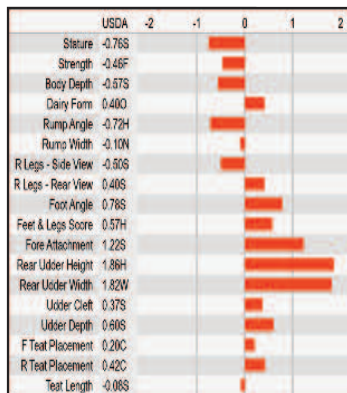 USDA -2 -1 0 1 2
Stature -0.76S
Strength -0.46F
Body Depth -0.57S
Dairy Form 0.40O
Rump Angle -0.72H
Rump Width -0.10N
R Legs - Side View -0.50S
R Legs - Rear View 0.40S
Foot Angle 0.78S
Feet & Legs Score 0.57H
Fore Attachment 1.22S
Rear Udder Height 1.86H
Rear Udder Width 1.82W
Udder Cleft 0.37S
Udder Depth 0.60S
F Teat Placement 0.20C
R Teat Placement 0.42C
Teat Length -0.08S